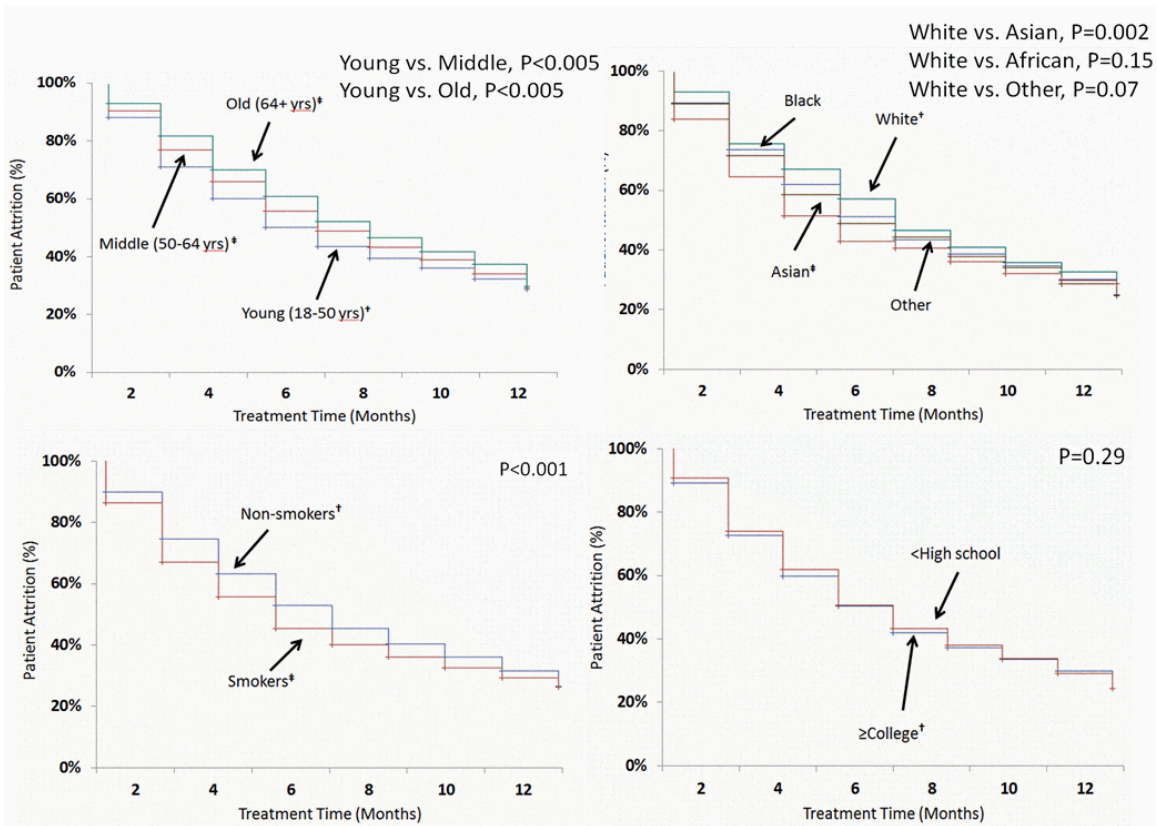 Young vs. Middle, P<0.005
Young vs. Old, P<0.005
100%
80%
60%
40%
20%
0%
Patient Attrition (%)
Old (64+ yrs)‡
Middle (50-64 yrs)‡
Young (18-50 yrs)†
2 4 6 8 10 12
Treatment Time (Months)
White vs. Asian, P=0.002
White vs. African, P=0.15
White vs. Other, P=0.07
100%
80%
60%
40%
20%
0%
Black
White†
Asian‡
Other
2 4 6 8 10 12
Treatment Time (Months)
P<0.001
100%
80%
60%
40%
20%
0%
Patient Attrition (%)
Non-smokers†
Smokers‡
2 4 6 8 10 12
Treatment Time (Months)
P=0.29
100%
80%
60%
40%
20%
0%
Patient Attrition (%)
<High school
≥College†
2 4 6 8 10 12
Treatment Time (Months)